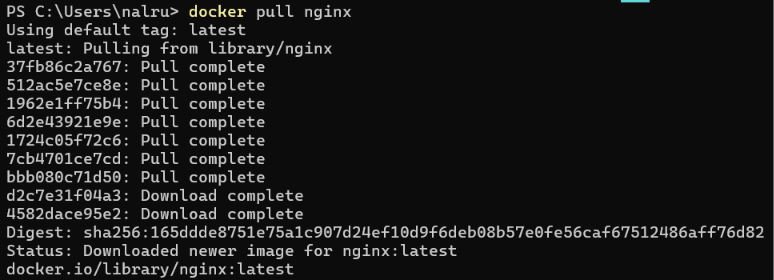 PS C:\Users\nalru> docker pull nginx
Using default tag: latest
latest: Pulling from library/nginx
37fb86c2a767: Pull complete
512ac5e7ce8e: Pull complete
1962e1ff75b4: Pull complete
6d2e43921e9e: Pull complete
1724c05f72c6: Pull complete
7cb4701ce7cd: Pull complete
bbb080c71d50: Pull complete
d2c7e31f04a3: Download complete
4582dace95e2: Download complete
Digest: sha256:165ddde8751e75a1c907d24ef10d9f6deb08b57e0fe56caf67512486aff76d82
Status: Downloaded newer image for nginx:latest
docker.io/library/nginx:latest